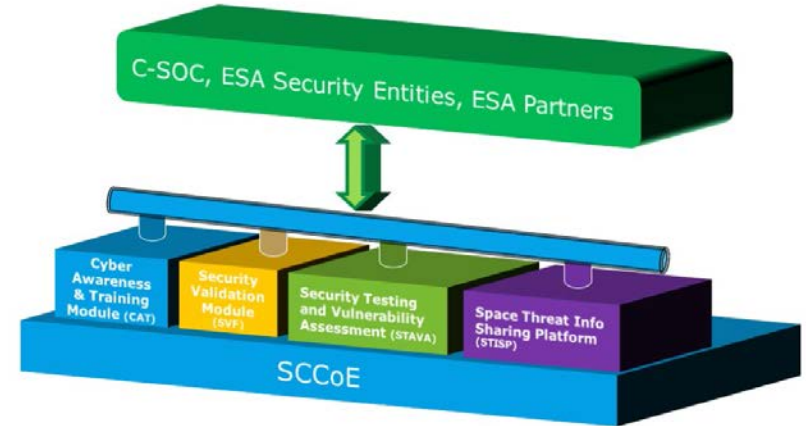 C-SOC, ESA Security Entities, ESA Partners
Cyber
Awareness
& Training
Module (CAT)
Security
Validation
Module
(SVF)
Security Testing
and Vulnerability
Assessment (STAVA)
Space Threat Info
Sharing Platform
(STISP)
SCCoE